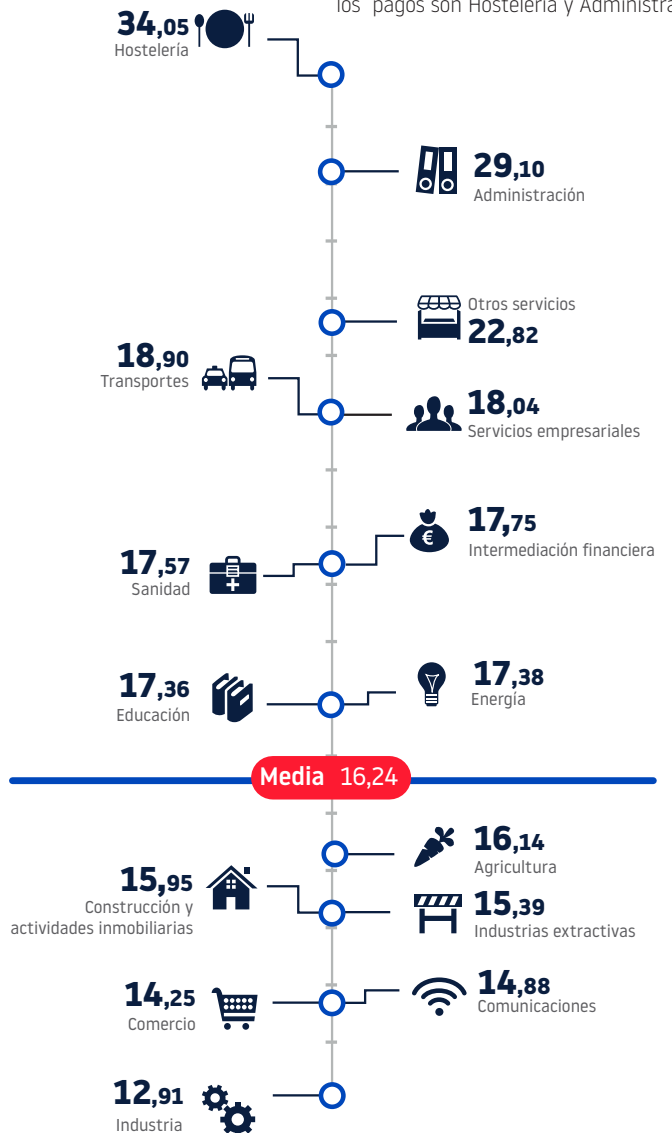 los pagos son Hostelería y Administra
34,05
Hostelería
29,10
Administración
Otros servicios
22,82
18,90
Transportes
18,04
Servicios empresariales
17,75
Intermediación financiera
17,57
Sanidad
17,38
Energía
17,36
Educación
Media 16,24
16,14
Agricultura
15,95
Construcción y
actividades inmobiliarias
15,39
Industrias extractivas
14,88
Comunicaciones
14,25
Comercio
12,91
Industria